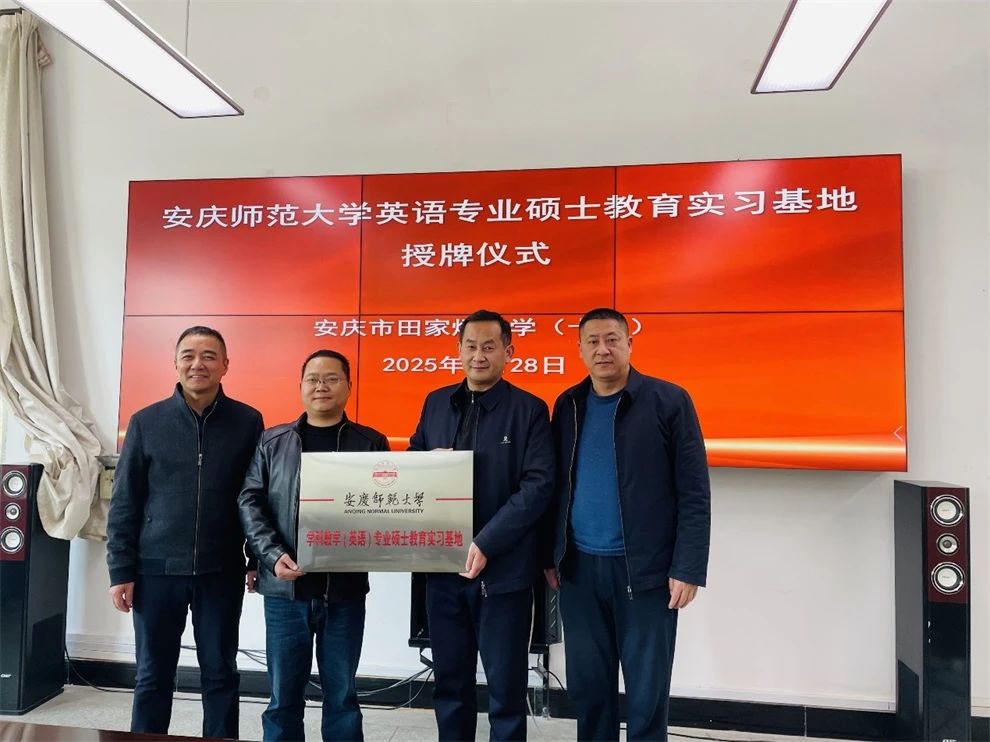 安庆师范大学英语专业硕士教育实习基地
授牌仪式
安庆市田家
学（十
2025年
28日
安慶師範大學
ANQING NORMAL UNIVERSITY
学科教学（英语）专业硕士教育实习基地